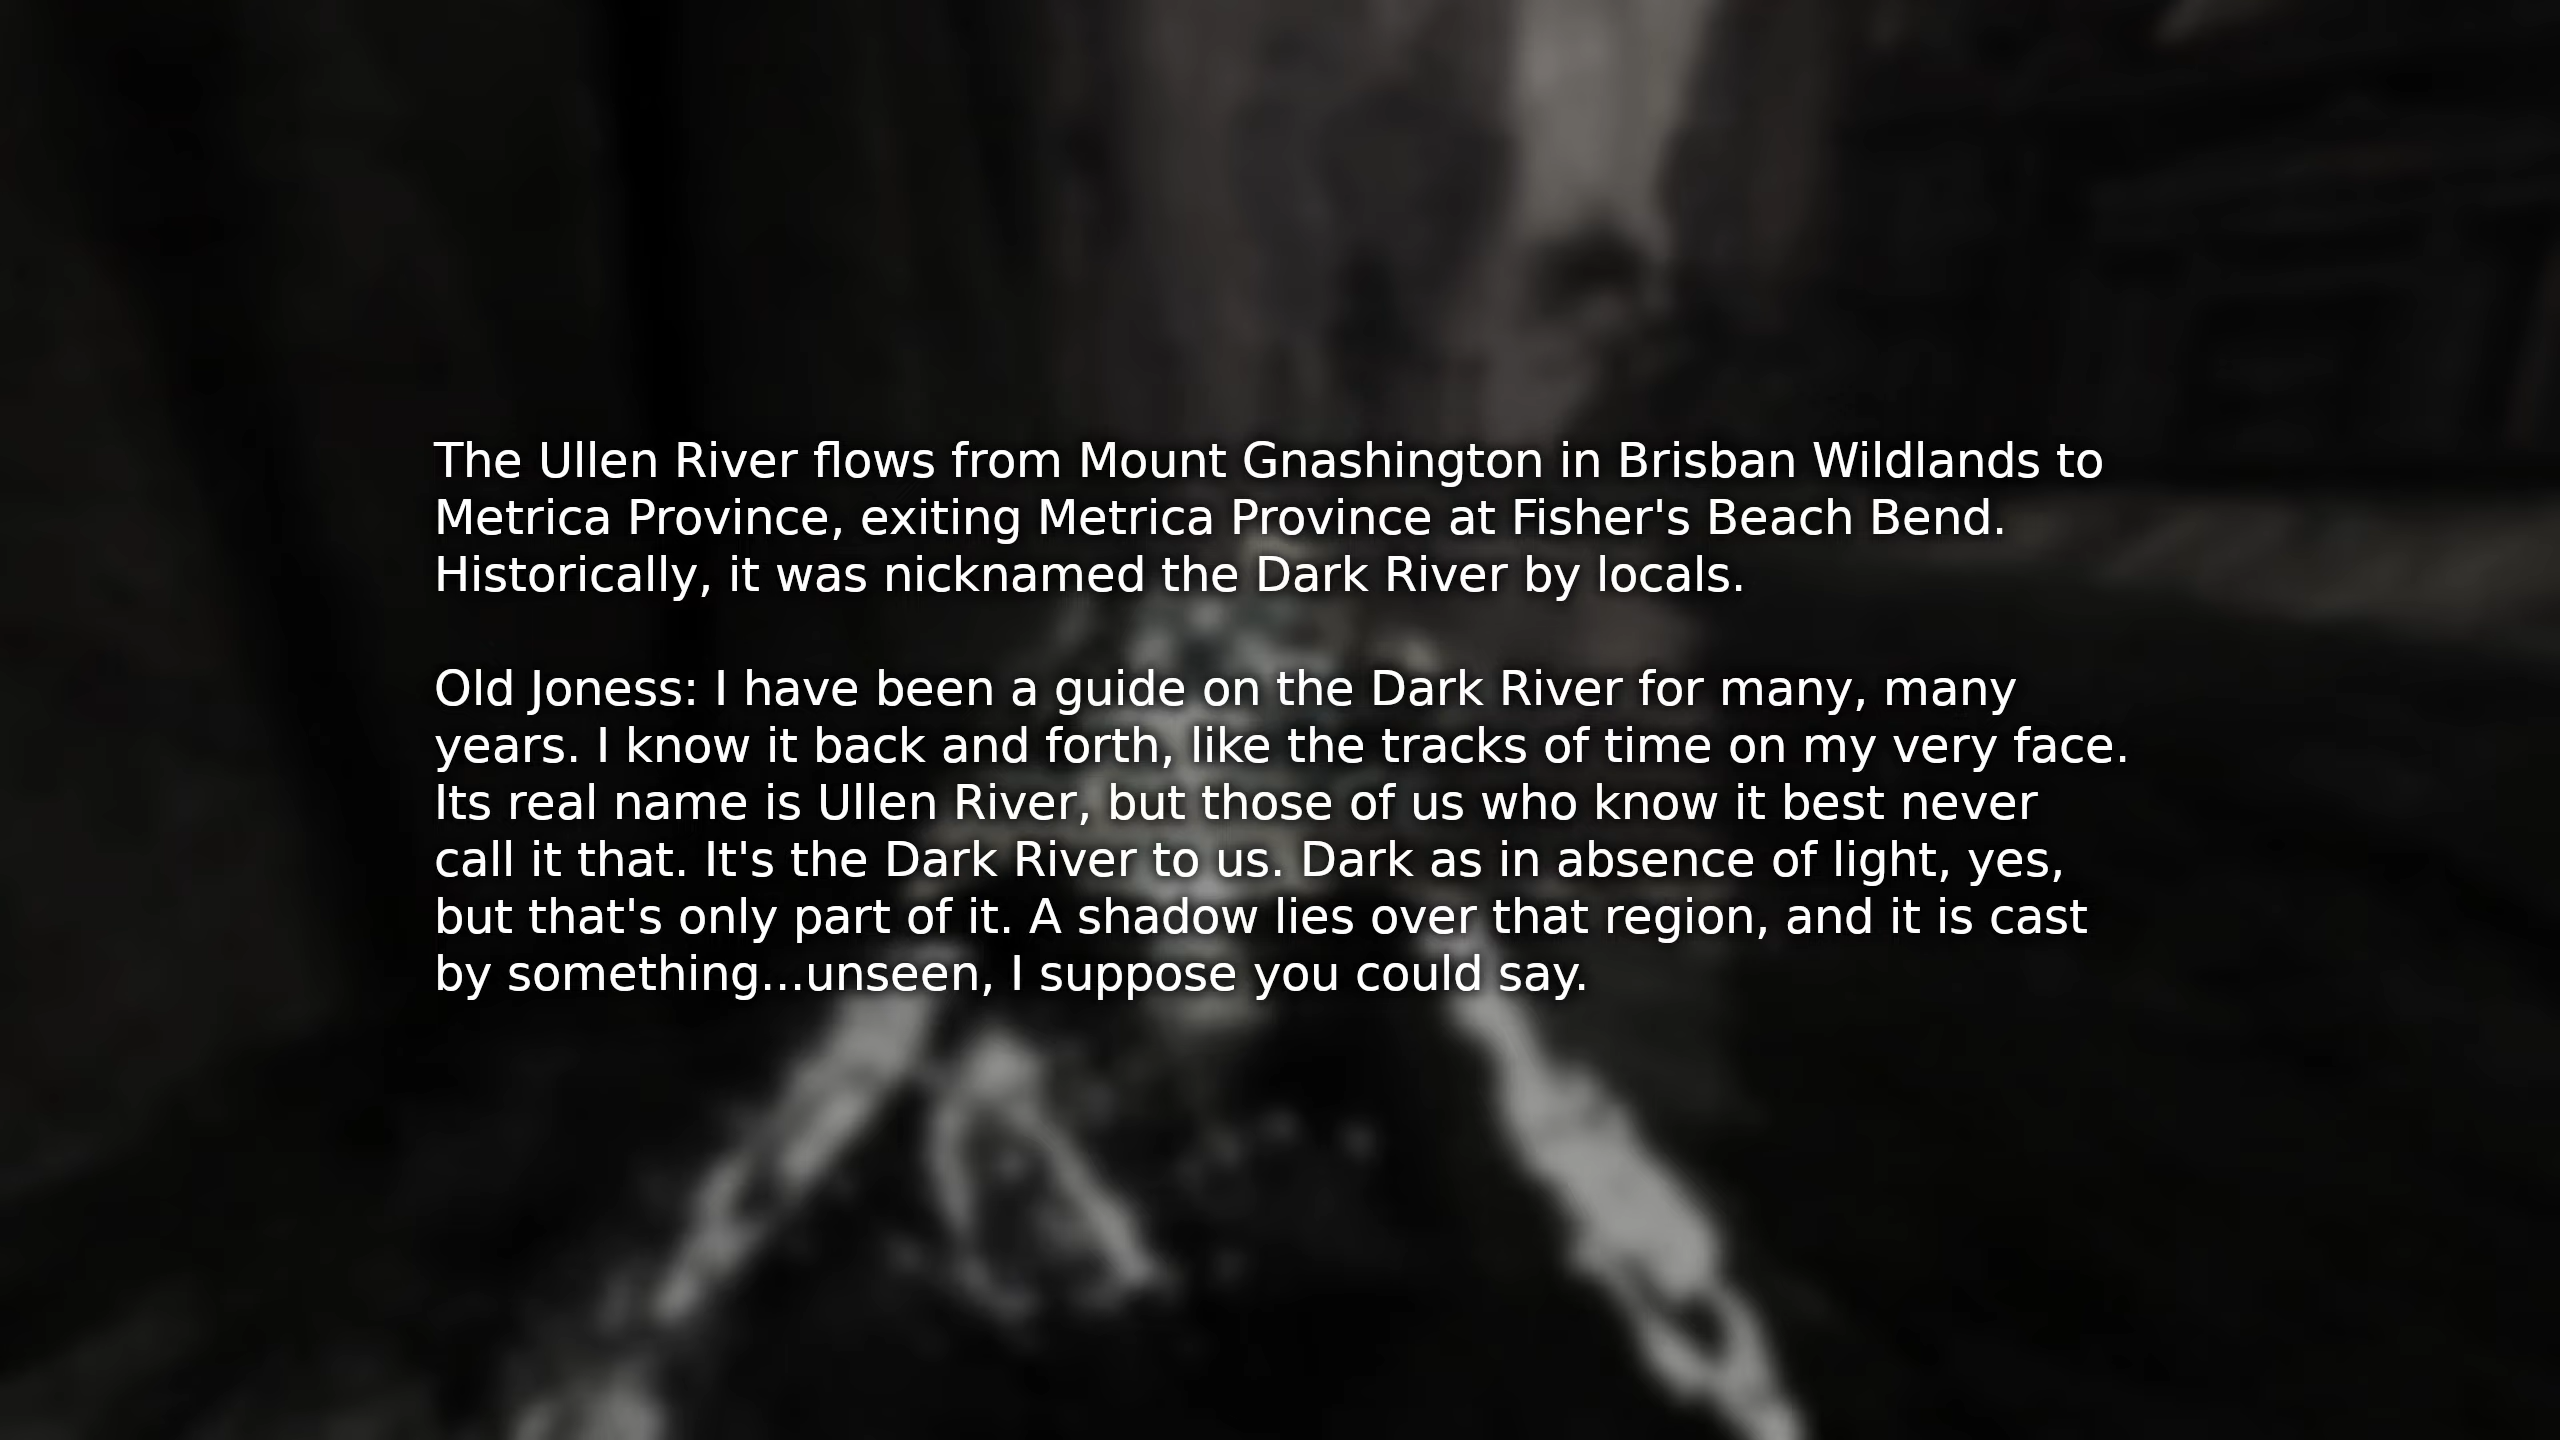 The Ullen River flows from Mount Gnashington in Brisban Wildlands to
Metrica Province, exiting Metrica Province at Fisher's Beach Bend.
Historically, it was nicknamed the Dark River by locals.

Old Joness: I have been a guide on the Dark River for many, many
years. I know it back and forth, like the tracks of time on my very face.
Its real name is Ullen River, but those of us who know it best never
call it that. It's the Dark River to us. Dark as in absence of light, yes,
but that's only part of it. A shadow lies over that region, and it is cast
by something...unseen, I suppose you could say.